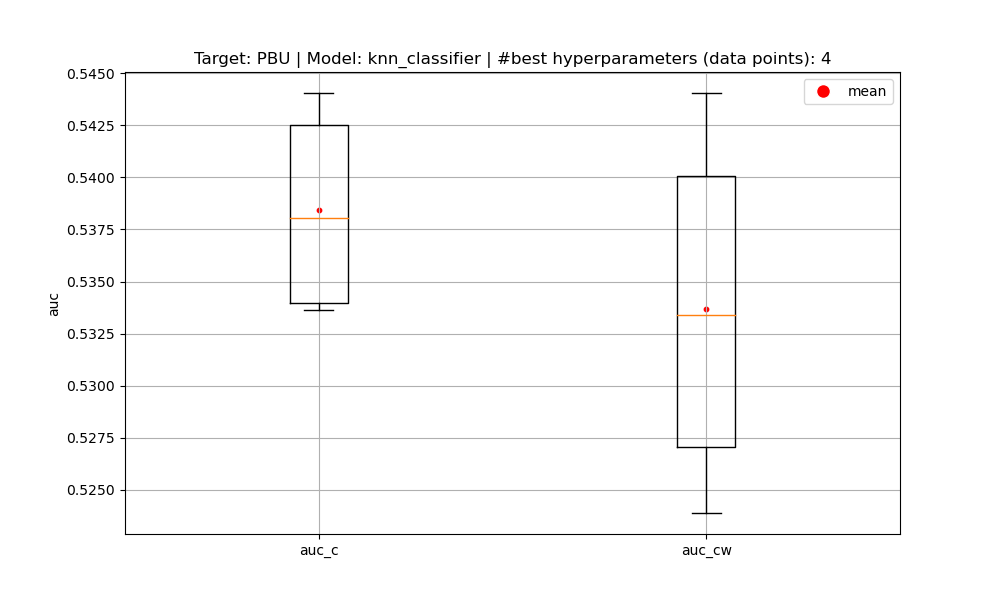 Target: PBU | Model: knn_classifier | #best hyperparameters (data points): 4
mean
0.5450
0.5425
0.5400
0.5375
0.5350
0.5325
0.5300
0.5275
0.5250
auc
auc_c
auc_cw